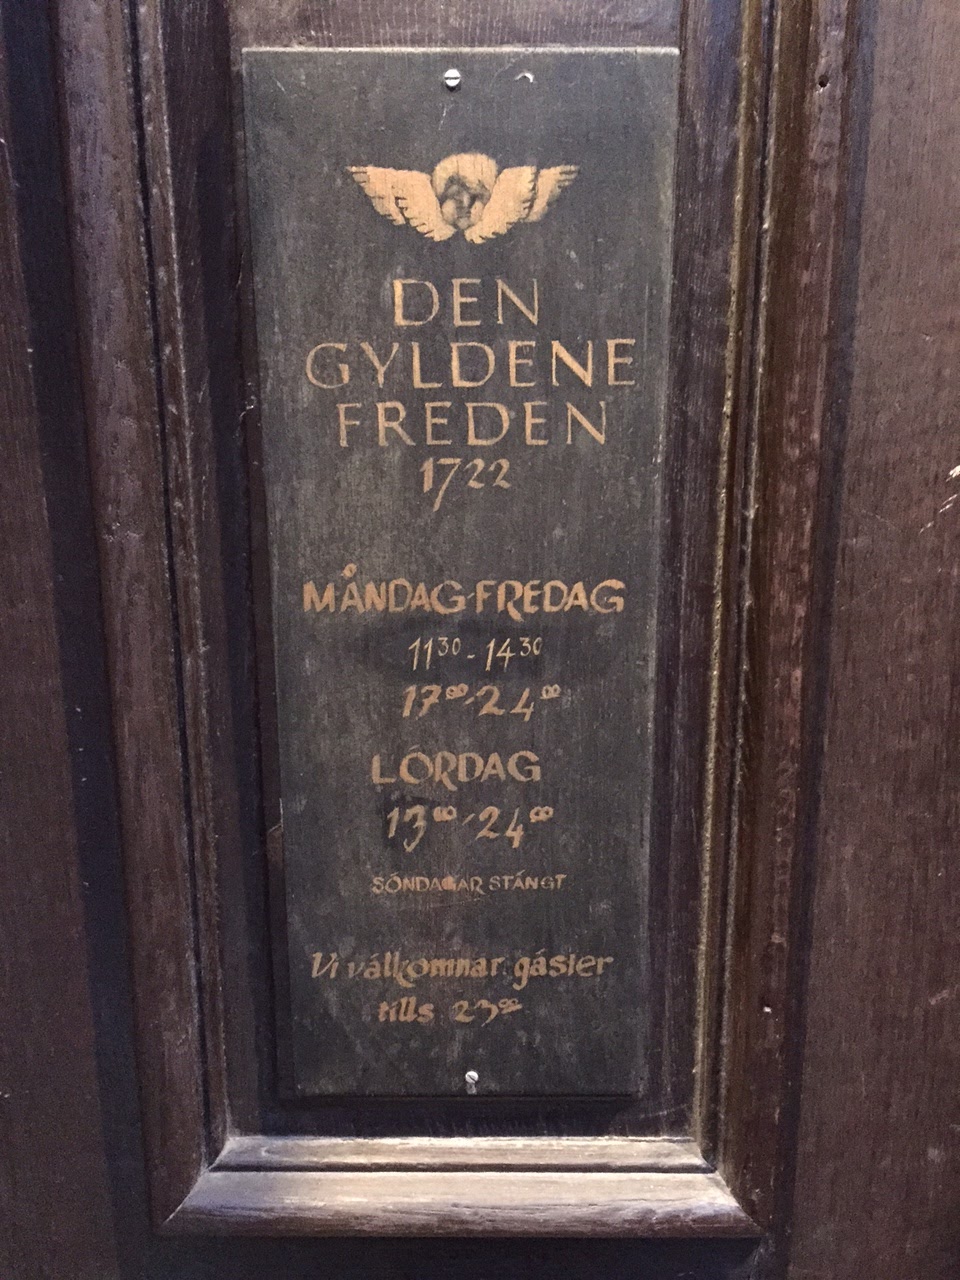 DEN
GYLDENE
FREDEN
1722
MÅNDAG-FREDAG
11³⁰-14³⁰
17⁰⁰-24⁰⁰
LÖRDAG
13⁰⁰-24⁰⁰
SÖNDAGAR STÄNGT
Vi välkomnar gäster
tills 23⁰⁰